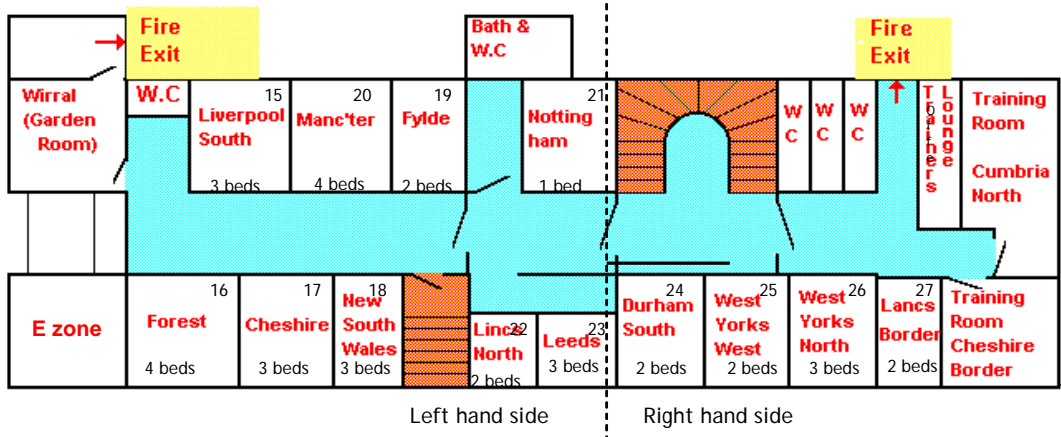 Fire
Exit
Bath &
W.C
Fire
Exit
Wirral
(Garden
Room)
W.C
15
Liverpool
South
3 beds
20
Manc'ter
4 beds
19
Fylde
2 beds
21
Notting
ham
1 bed
W
C
W
C
W
C
Trainers
Lounge
Training
Room
Cumbria
North
E zone
16
Forest
4 beds
17
Cheshire
3 beds
18
New
South
Wales
3 beds
22
Lincs
North
2 beds
23
Leeds
3 beds
24
Durham
South
2 beds
25
West
Yorks
West
2 beds
26
West
Yorks
North
3 beds
27
Lancs
Border
2 beds
Training
Room
Cheshire
Border
Left hand side
Right hand side